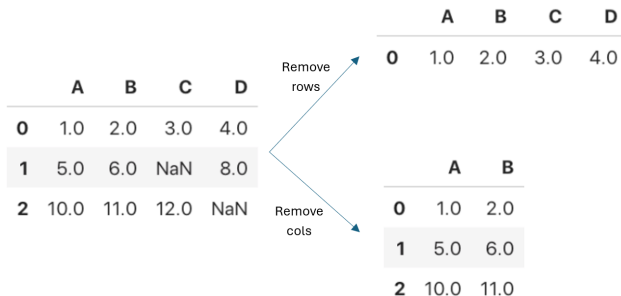 A B C D
0 1.0 2.0 3.0 4.0
1 5.0 6.0 NaN 8.0
2 10.0 11.0 12.0 NaN
Remove
rows
A B C D
0 1.0 2.0 3.0 4.0
Remove
cols
A B
0 1.0 2.0
1 5.0 6.0
2 10.0 11.0